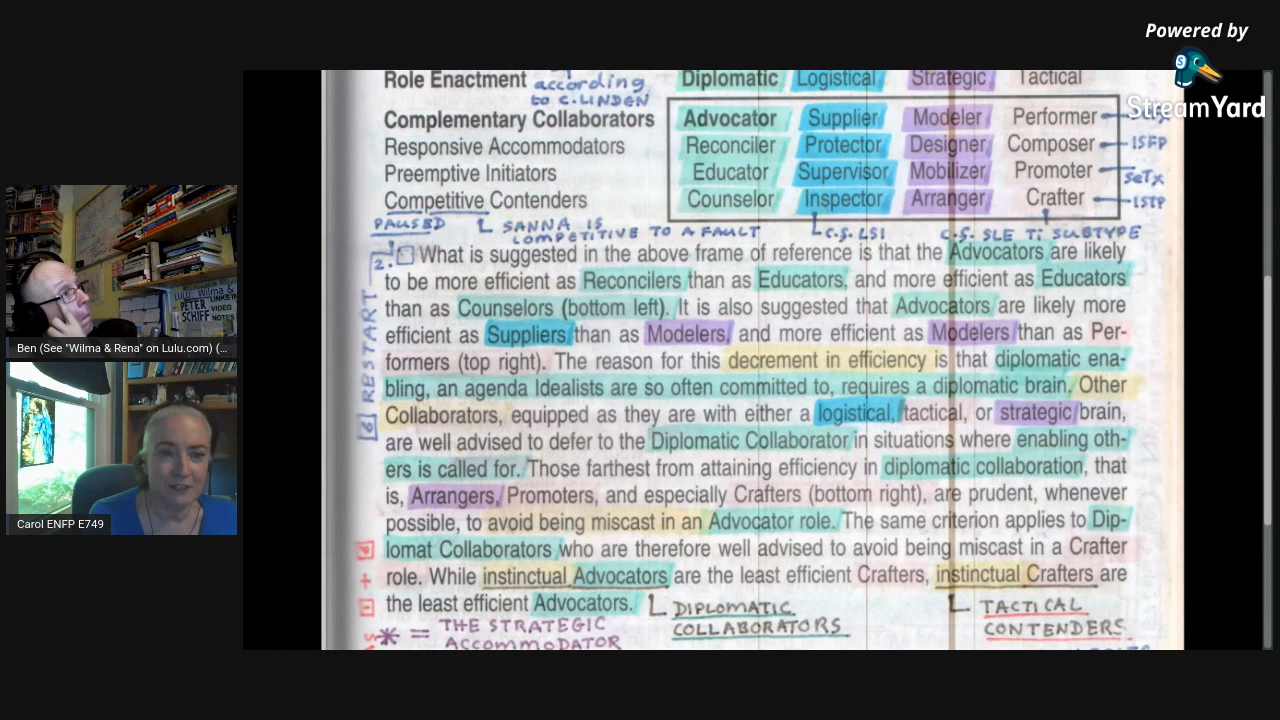 Powered by
StreamYard
Role Enactment according Diplomatic Logistical Strategic Tactical
to C.LINDEN
Complementary Collaborators Advocator Supplier Modeler Performer
Responsive Accommodators Reconciler Protector Designer Composer ISFP
Preemptive Initiators Educator Supervisor Mobilizer Promoter SeTx
Competitive Contenders Counselor Inspector Arranger Crafter ISTP
PAUSED SANNA IS
COMPETITIVE TO A FAULT C.S. LSI C.S. SLE Ti SUBTYPE
2. What is suggested in the above frame of reference is that the Advocators are likely
to be more efficient as Reconcilers than as Educators, and more efficient as Educators
than as Counselors (bottom left). It is also suggested that Advocators are likely more
efficient as Suppliers than as Modelers, and more efficient as Modelers than as Per-
formers (top right). The reason for this decrement in efficiency is that diplomatic ena-
bling, an agenda Idealists are so often committed to, requires a diplomatic brain. Other
Collaborators, equipped as they are with either a logistical, tactical, or strategic brain,
are well advised to defer to the Diplomatic Collaborator in situations where enabling oth-
ers is called for. Those farthest from attaining efficiency in diplomatic collaboration, that
is, Arrangers, Promoters, and especially Crafters (bottom right), are prudent, whenever
possible, to avoid being miscast in an Advocator role. The same criterion applies to Dip-
lomat Collaborators who are therefore well advised to avoid being miscast in a Crafter
role. While instinctual Advocators are the least efficient Crafters, instinctual Crafters are
the least efficient Advocators. DIPLOMATIC TACTICAL
COLLABORATORS CONTENDERS
* = THE STRATEGIC
ACCOMMODATOR
RESTART
LULU: Wilma &
PETER
SCHIFF
LINKS IN
VIDEO
NOTES
Ben (See "Wilma & Rena" on Lulu.com) (...
Carol ENFP E749